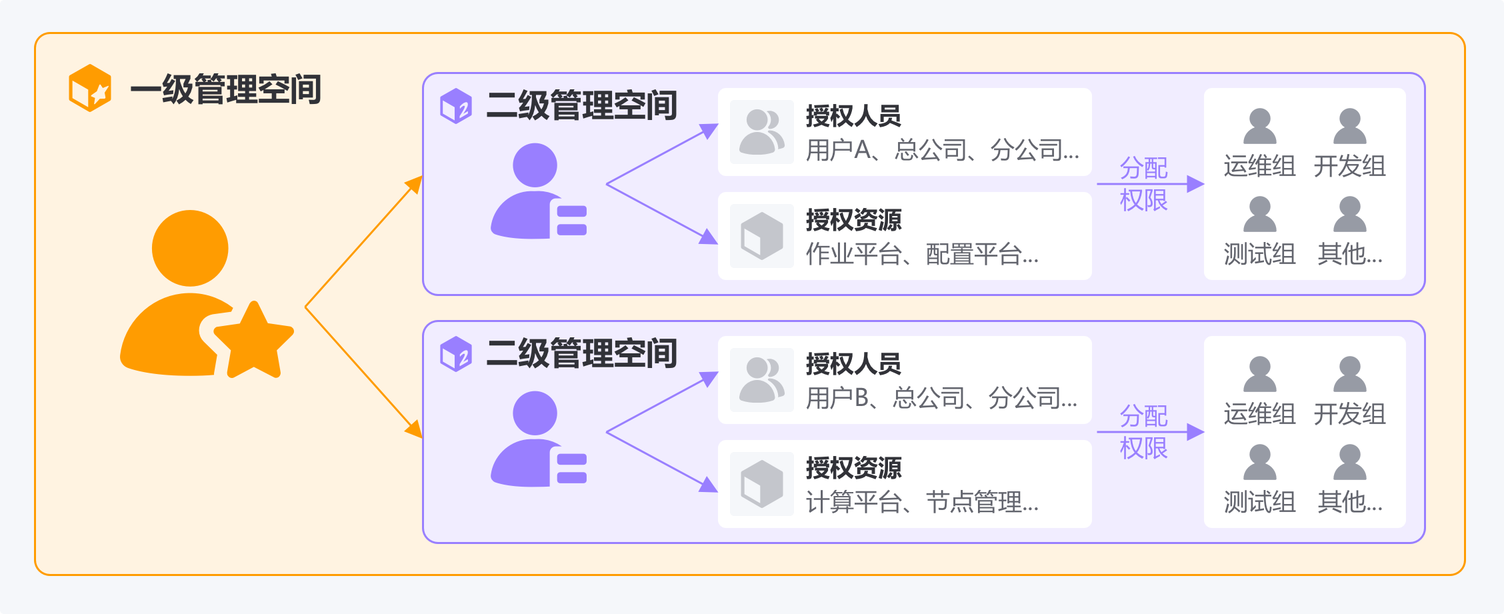 一级管理空间
二级管理空间
授权人员
用户A、总公司、分公司...
授权资源
作业平台、配置平台...
分配
权限
运维组
开发组
测试组
其他...
二级管理空间
授权人员
用户B、总公司、分公司...
授权资源
计算平台、节点管理...
分配
权限
运维组
开发组
测试组
其他...